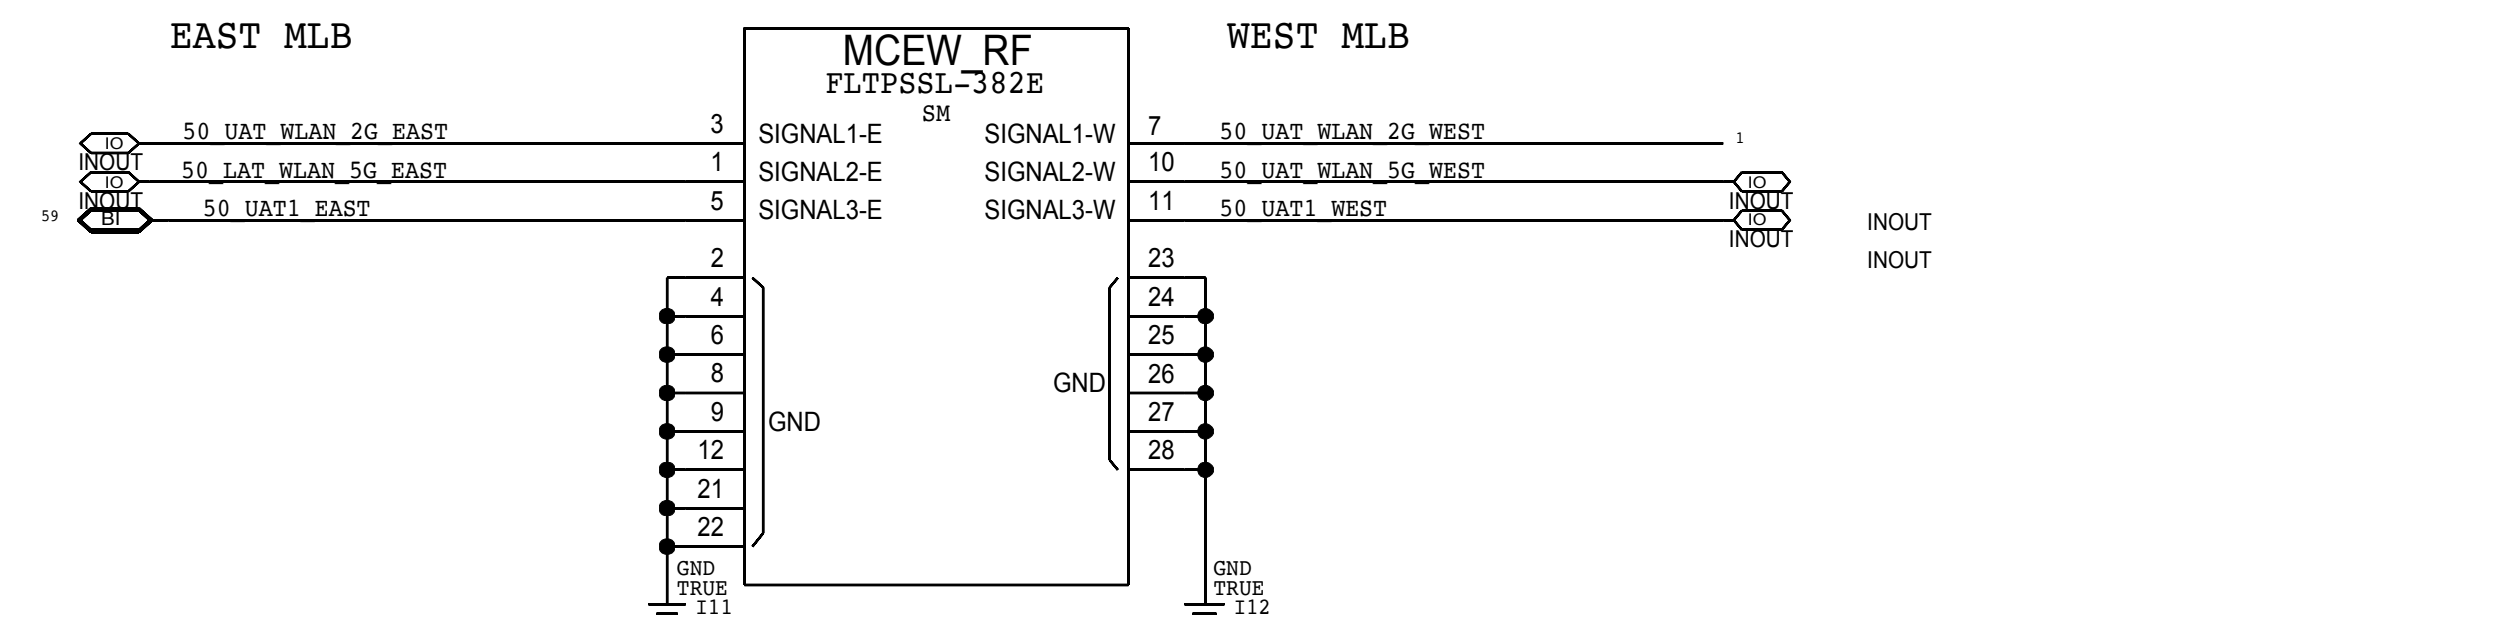 EAST MLB
WEST MLB
MCEW_RF
FLTPSSL-382E
SM
50_UAT_WLAN_2G_EAST
3
SIGNAL1-E
SIGNAL1-W
7
50_UAT_WLAN_2G_WEST
1
IO
INOUT
50_LAT_WLAN_5G_EAST
1
SIGNAL2-E
SIGNAL2-W
10
50_UAT_WLAN_5G_WEST
IO
INOUT
IO
INOUT
59
BI
50_UAT1_EAST
5
SIGNAL3-E
SIGNAL3-W
11
50_UAT1_WEST
IO
INOUT
INOUT
INOUT
2
23
4
24
6
25
8
26
GND
9
27
GND
12
28
21
22
GND
TRUE
I11
GND
TRUE
I12